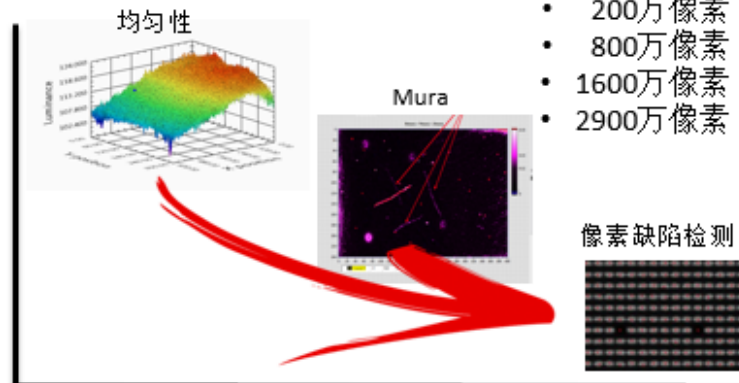 均匀性
Luminance
Mura
• 200万像素
• 800万像素
• 1600万像素
• 2900万像素
像素缺陷检测